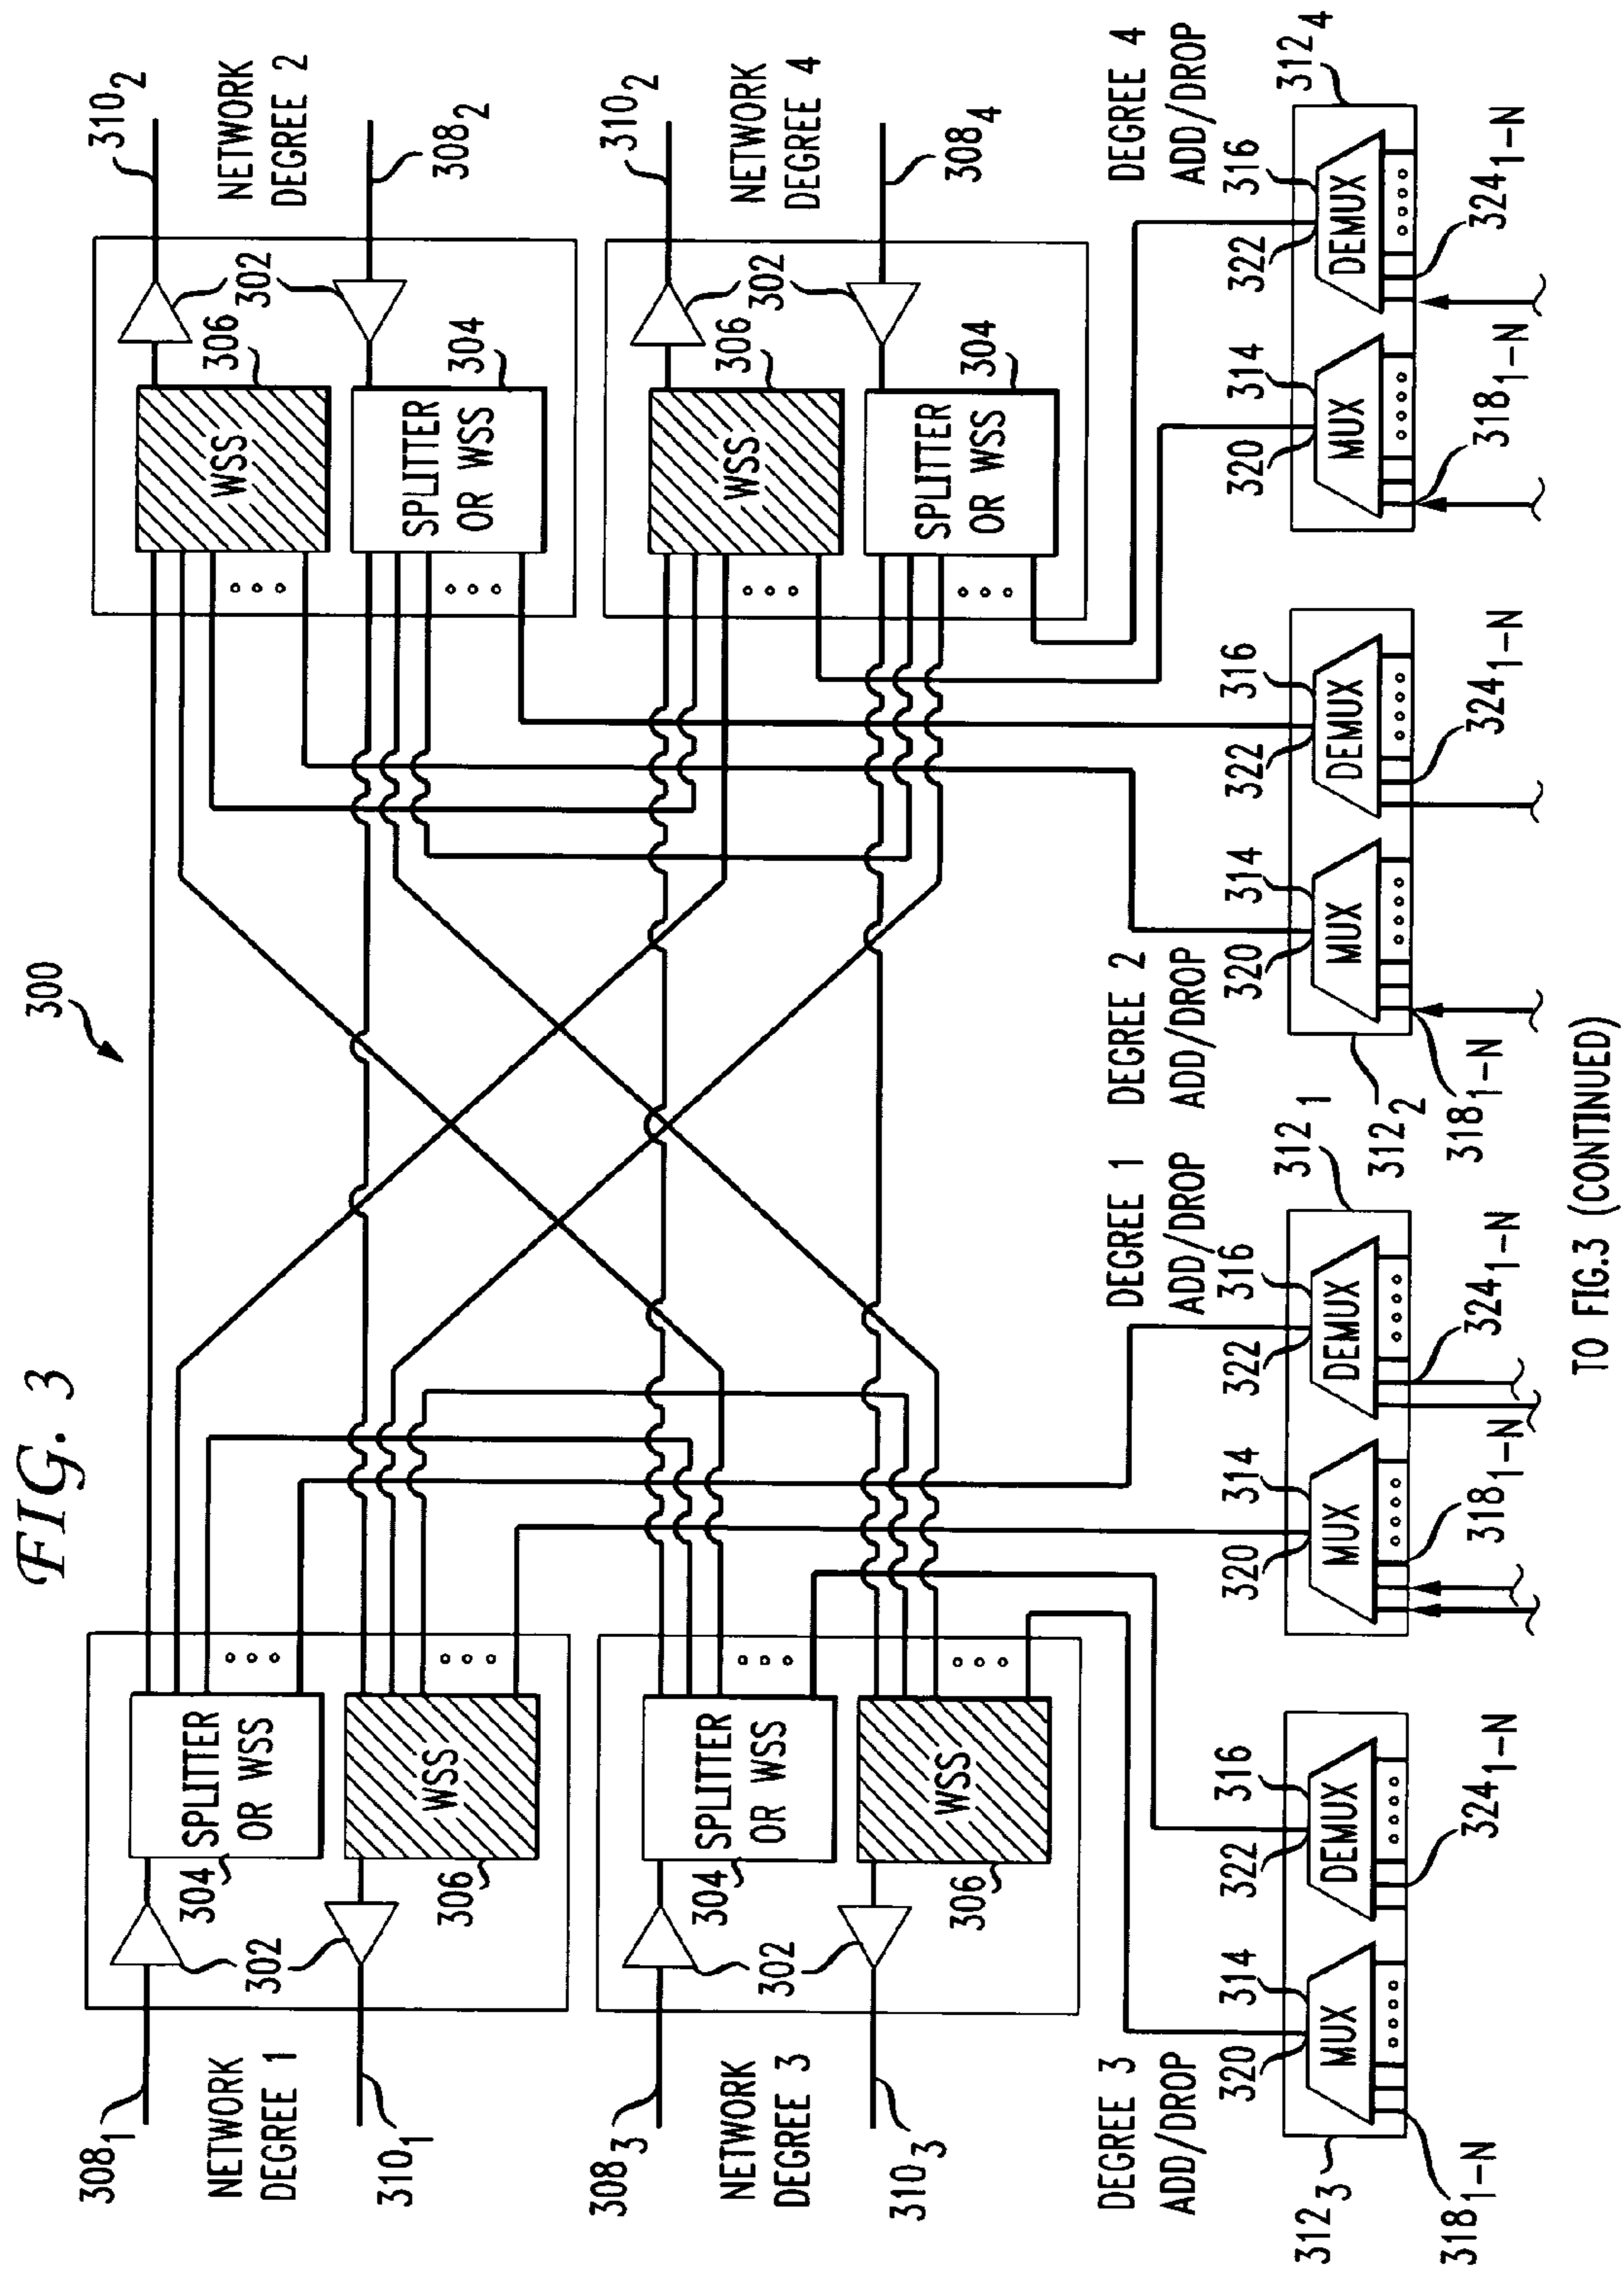 FIG. 3
300
308₁
NETWORK
DEGREE 1
310₁
302
304
SPLITTER
OR WSS
306
WSS
310₂
NETWORK
DEGREE 2
308₂
302
306
WSS
304
SPLITTER
OR WSS
308₃
NETWORK
DEGREE 3
310₃
302
304
SPLITTER
OR WSS
306
WSS
310₂
NETWORK
DEGREE 4
308₄
302
306
WSS
304
SPLITTER
OR WSS
DEGREE 3
ADD/DROP
312₃
320
314
MUX
318₁₋N
322
316
DEMUX
324₁₋N
DEGREE 1
ADD/DROP
312₁
320
314
MUX
318₁₋N
322
316
DEMUX
324₁₋N
DEGREE 2
ADD/DROP
312₂
320
314
MUX
318₁₋N
322
316
DEMUX
324₁₋N
DEGREE 4
ADD/DROP
312₄
320
314
MUX
318₁₋N
322
316
DEMUX
324₁₋N
TO FIG.3 (CONTINUED)